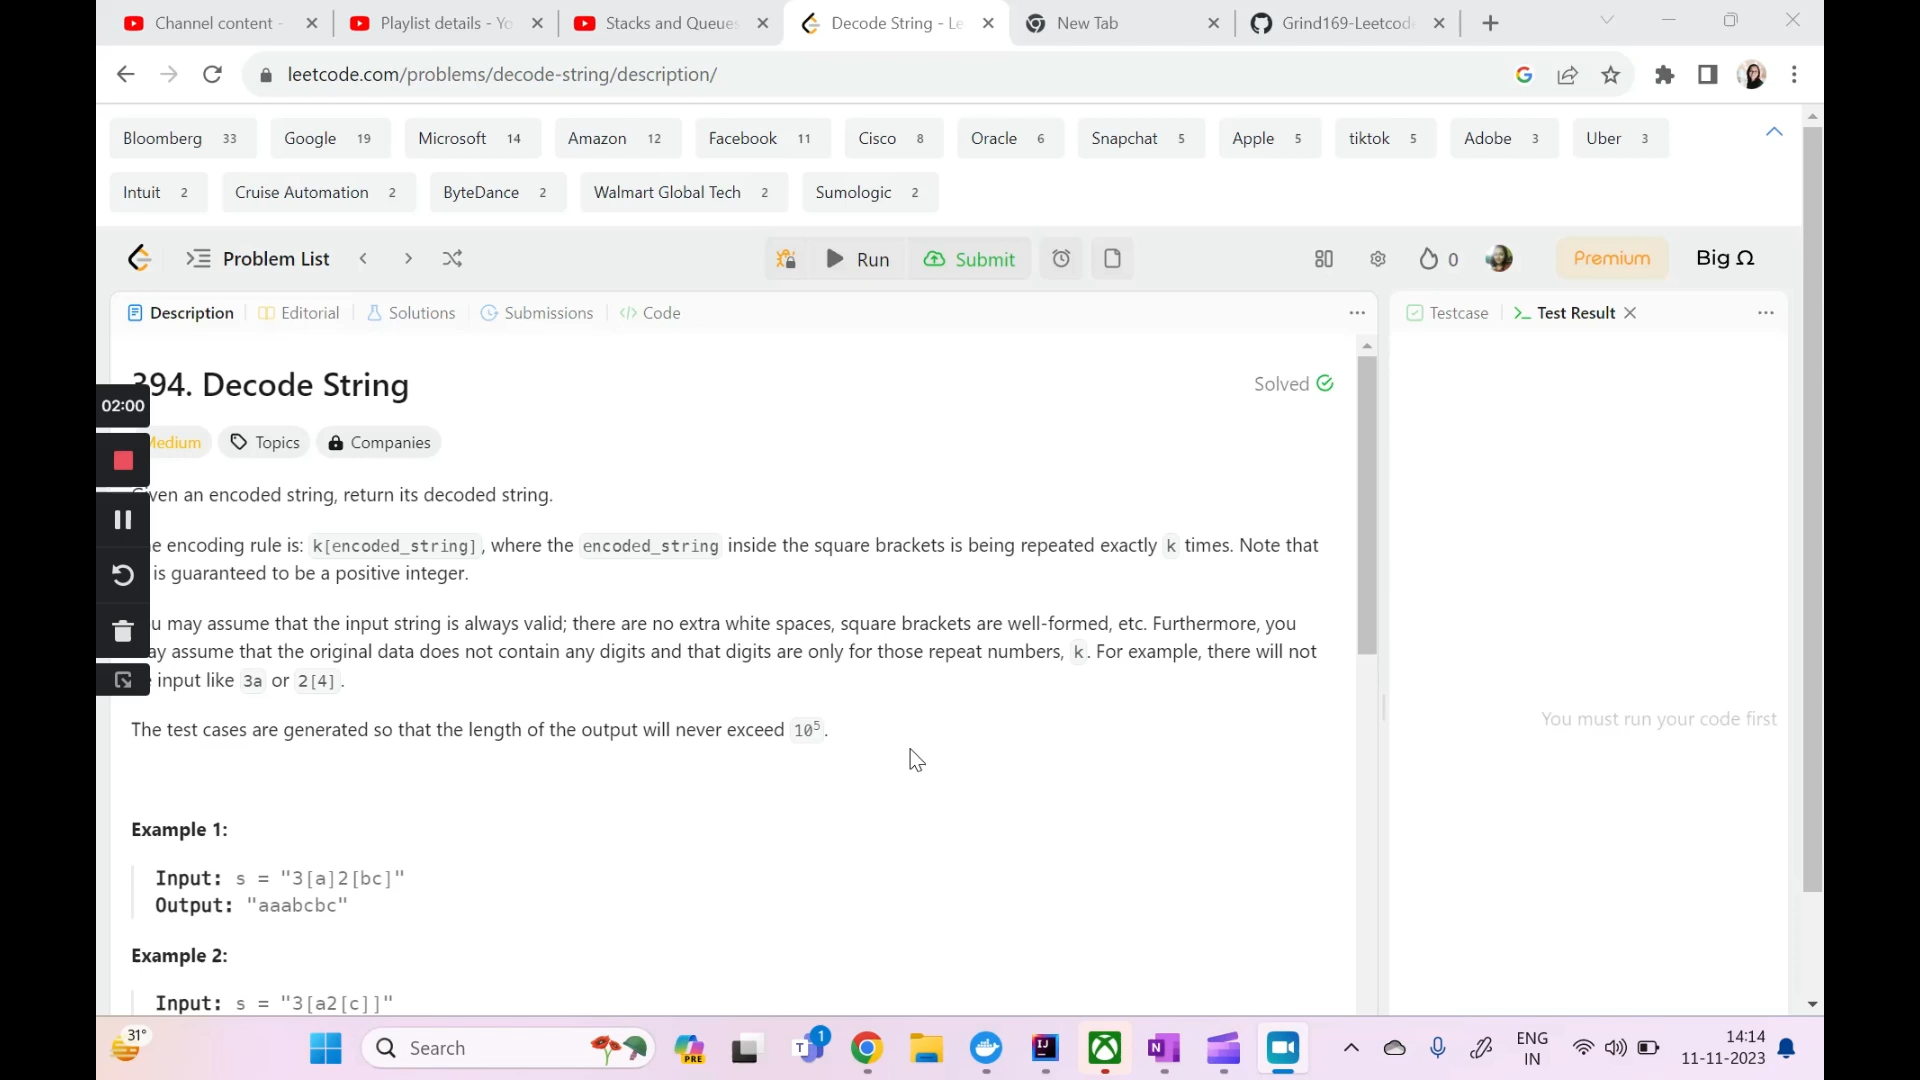 Channel content -
Playlist details - Yo
Stacks and Queues
Decode String - Le
New Tab
Grind169-Leetcod
leetcode.com/problems/decode-string/description/
Bloomberg 33 Google 19 Microsoft 14 Amazon 12 Facebook 11 Cisco 8 Oracle 6 Snapchat 5 Apple 5 tiktok 5 Adobe 3 Uber 3
Intuit 2 Cruise Automation 2 ByteDance 2 Walmart Global Tech 2 Sumologic 2
Problem List Run Submit 0 Premium Big Ω
Description Editorial Solutions Submissions Code
Testcase Test Result
394. Decode String
Solved
02:00
Medium Topics Companies
Given an encoded string, return its decoded string.
e encoding rule is: k[encoded_string], where the encoded_string inside the square brackets is being repeated exactly k times. Note that
is guaranteed to be a positive integer.
u may assume that the input string is always valid; there are no extra white spaces, square brackets are well-formed, etc. Furthermore, you
ay assume that the original data does not contain any digits and that digits are only for those repeat numbers, k. For example, there will not
input like 3a or 2[4].
The test cases are generated so that the length of the output will never exceed 10⁵.
You must run your code first
Example 1:
Input: s = "3[a]2[bc]"
Output: "aaabcbc"
Example 2:
Input: s = "3[a2[c]]"
31°
Search
PRE
T
1
IJ
N
ENG
IN
14:14
11-11-2023